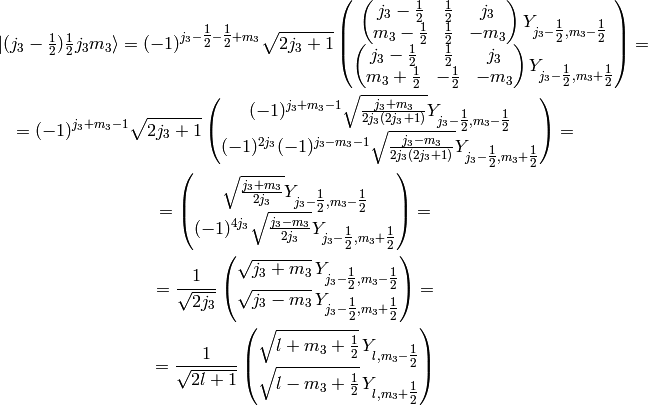 |(j_3 - \frac{1}{2})\frac{1}{2}j_3m_3\rangle = (-1)^{j_3-\frac{1}{2}-\frac{1}{2}+m_3}\sqrt{2j_3+1}\begin{pmatrix}\begin{pmatrix}j_3-\frac{1}{2} & \frac{1}{2} & j_3\\ m_3-\frac{1}{2} & \frac{1}{2} & -m_3\end{pmatrix}Y_{j_3-\frac{1}{2},m_3-\frac{1}{2}}\\ \begin{pmatrix}j_3-\frac{1}{2} & \frac{1}{2} & j_3\\ m_3+\frac{1}{2} & -\frac{1}{2} & -m_3\end{pmatrix}Y_{j_3-\frac{1}{2},m_3+\frac{1}{2}}\end{pmatrix} =
= (-1)^{j_3+m_3-1}\sqrt{2j_3+1}\begin{pmatrix}(-1)^{j_3+m_3-1}\sqrt{\frac{j_3+m_3}{2j_3(2j_3+1)}}Y_{j_3-\frac{1}{2},m_3-\frac{1}{2}}\\ (-1)^{2j_3}(-1)^{j_3-m_3-1}\sqrt{\frac{j_3-m_3}{2j_3(2j_3+1)}}Y_{j_3-\frac{1}{2},m_3+\frac{1}{2}}\end{pmatrix} =
= \begin{pmatrix}\sqrt{\frac{j_3+m_3}{2j_3}}Y_{j_3-\frac{1}{2},m_3-\frac{1}{2}}\\ (-1)^{4j_3}\sqrt{\frac{j_3-m_3}{2j_3}}Y_{j_3-\frac{1}{2},m_3+\frac{1}{2}}\end{pmatrix} =
= \frac{1}{\sqrt{2j_3}}\begin{pmatrix}\sqrt{j_3+m_3}\,Y_{j_3-\frac{1}{2},m_3-\frac{1}{2}}\\ \sqrt{j_3-m_3}\,Y_{j_3-\frac{1}{2},m_3+\frac{1}{2}}\end{pmatrix} =
= \frac{1}{\sqrt{2l+1}}\begin{pmatrix}\sqrt{l+m_3+\frac{1}{2}}\,Y_{l,m_3-\frac{1}{2}}\\ \sqrt{l-m_3+\frac{1}{2}}\,Y_{l,m_3+\frac{1}{2}}\end{pmatrix}